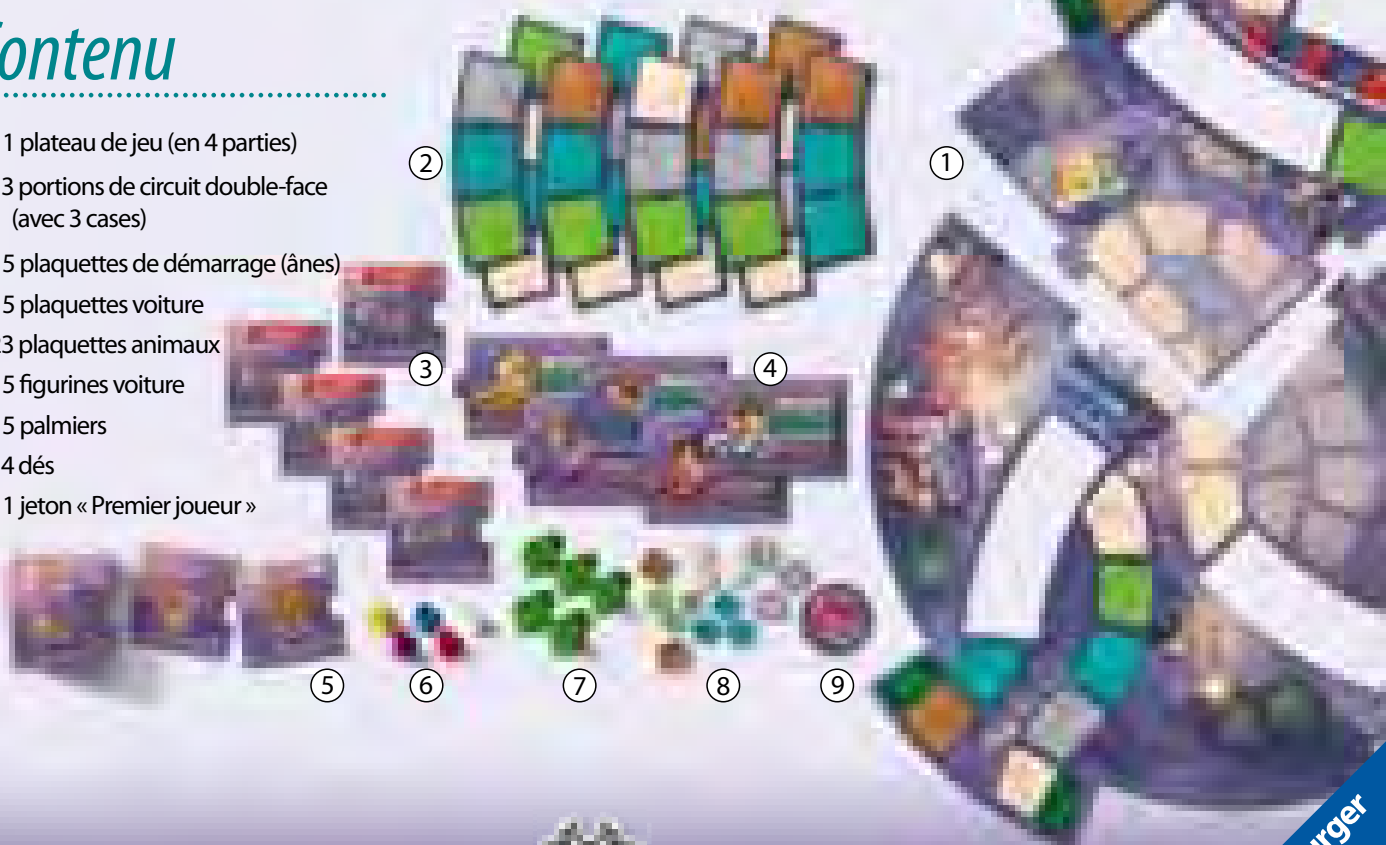 ontenu
1 plateau de jeu (en 4 parties)
3 portions de circuit double-face
(avec 3 cases)
5 plaquettes de démarrage (ânes)
5 plaquettes voiture
3 plaquettes animaux
5 figurines voiture
5 palmiers
4 dés
1 jeton « Premier joueur »
2
1
3
4
5
6
7
8
9
urger